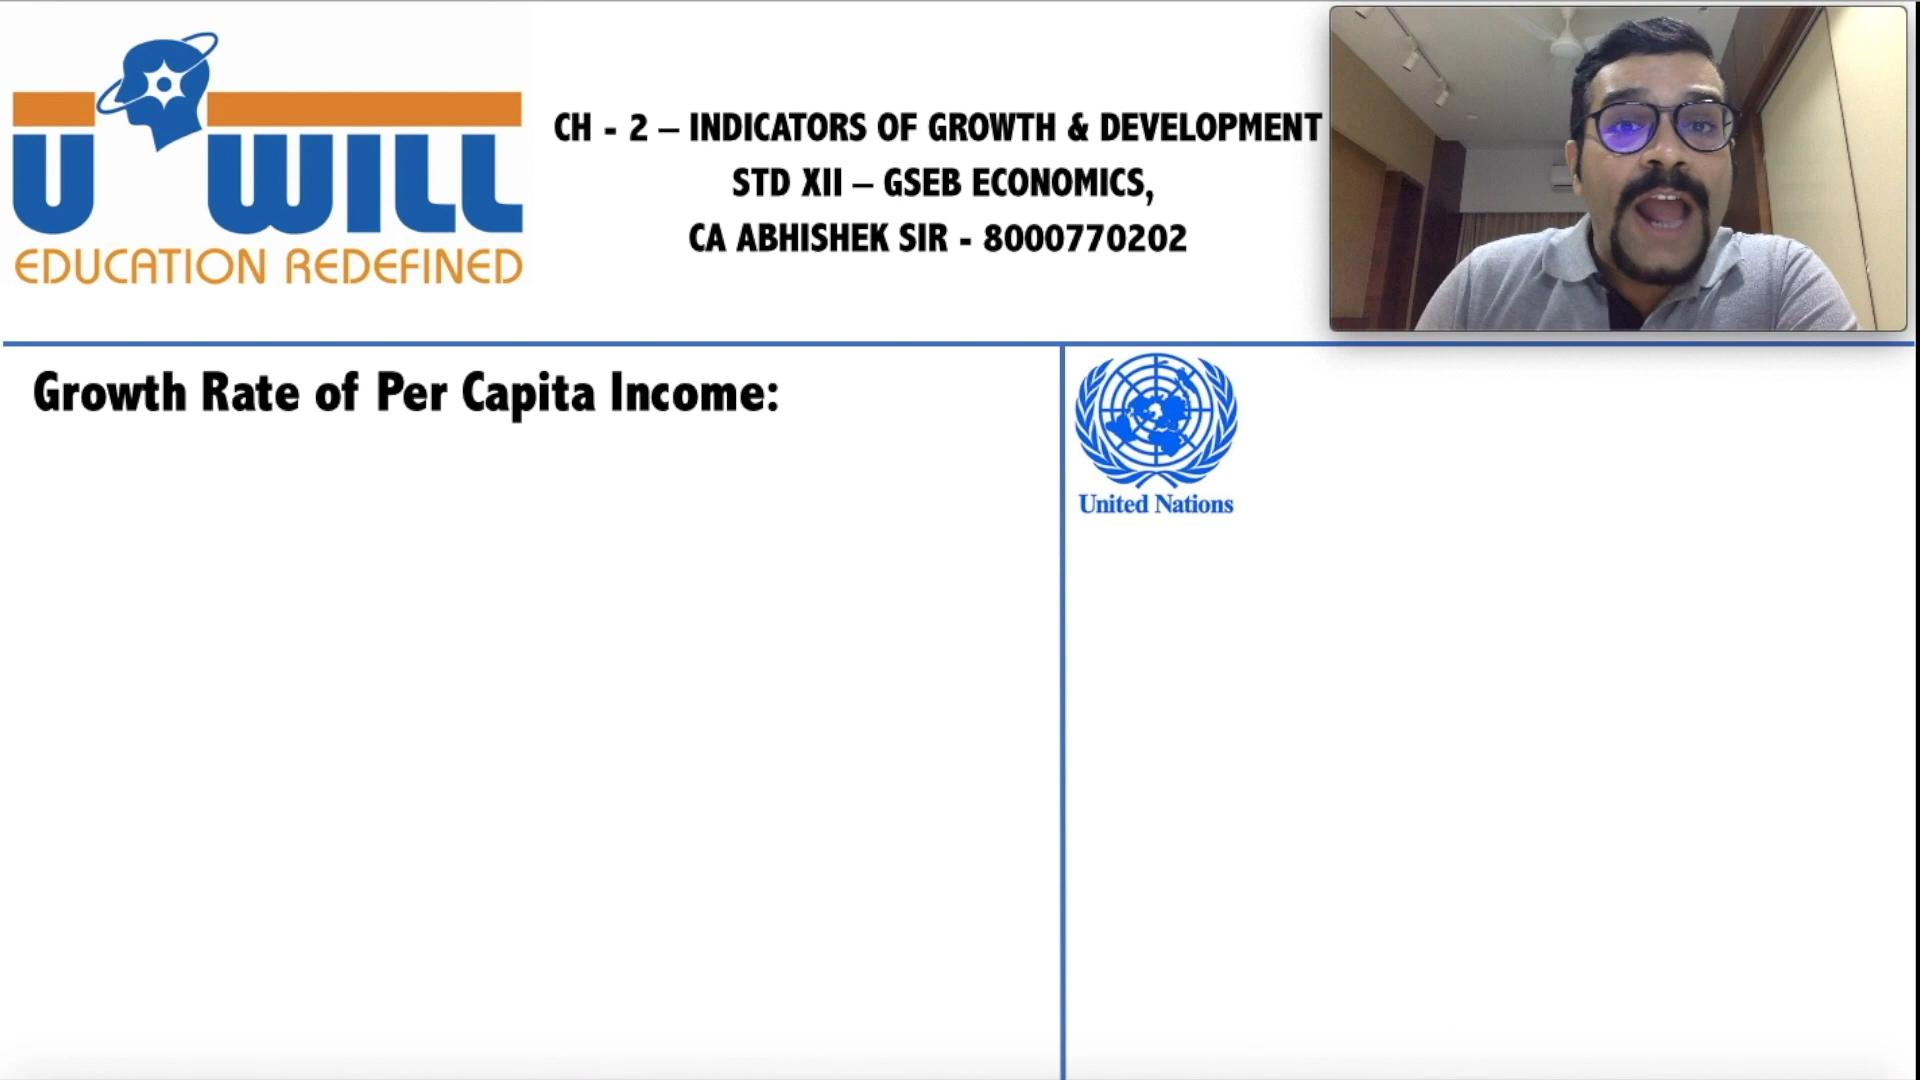 U WILL
EDUCATION REDEFINED
CH - 2 – INDICATORS OF GROWTH & DEVELOPMENT
STD XII – GSEB ECONOMICS,
CA ABHISHEK SIR - 8000770202
Growth Rate of Per Capita Income:
United Nations